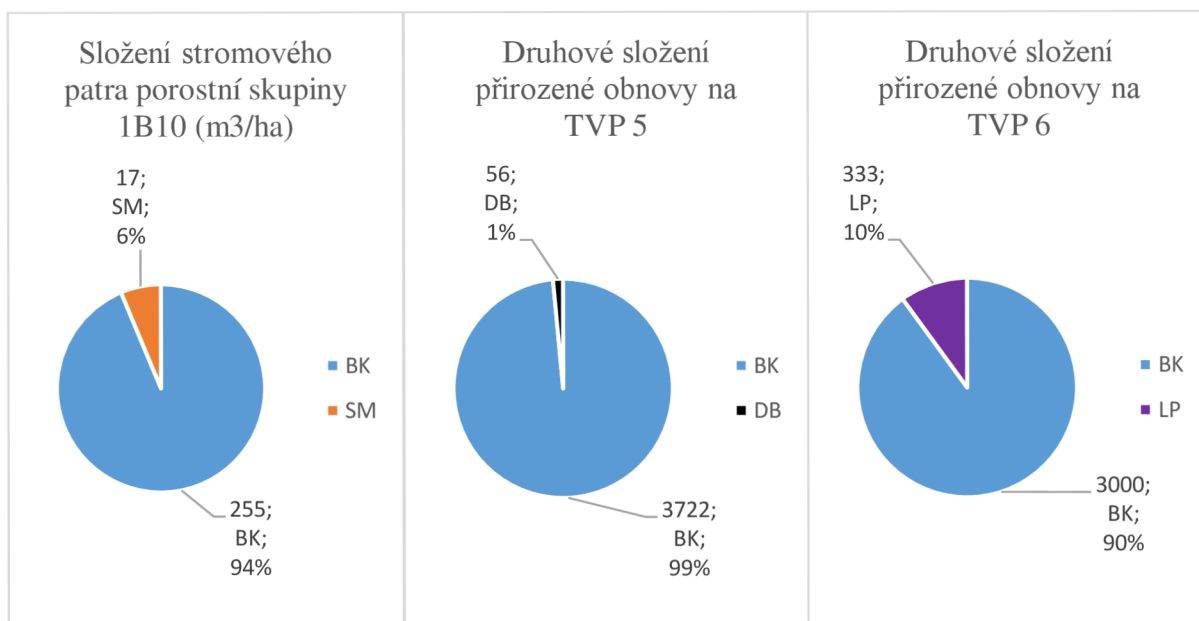 Složení stromového
patra porostní skupiny
1B10 (m3/ha)
17;
SM;
6%
BK
SM
255;
BK;
94%
Druhové složení
přirozené obnovy na
TVP 5
56;
DB;
1%
BK
DB
3722;
BK;
99%
Druhové složení
přirozené obnovy na
TVP 6
333;
LP;
10%
BK
LP
3000;
BK;
90%